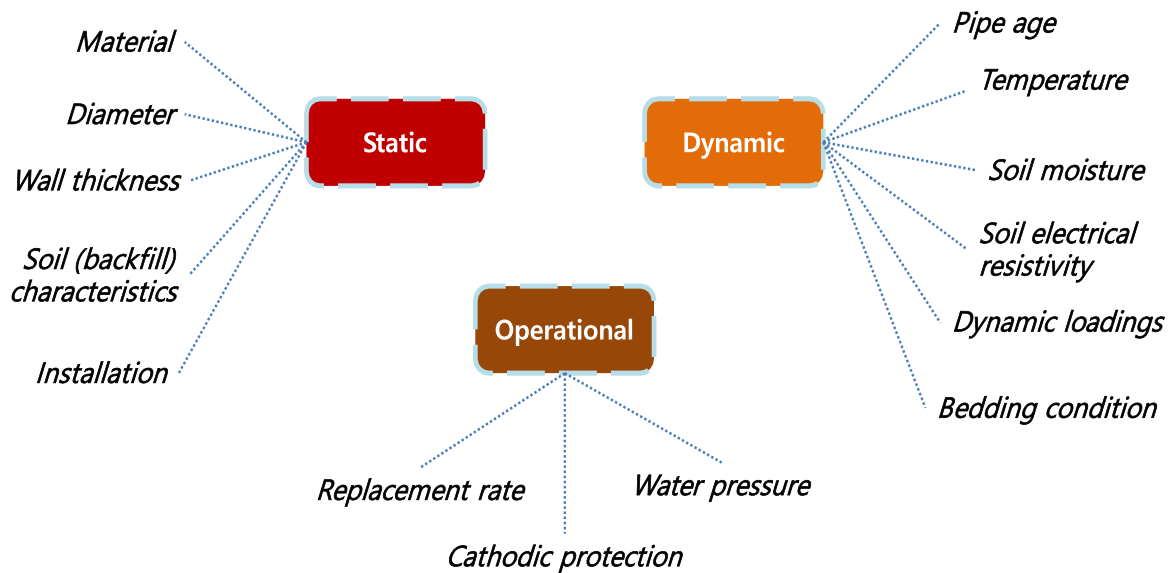 Material
Diameter
Wall thickness
Soil (backfill)
characteristics
Installation
Static
Dynamic
Pipe age
Temperature
Soil moisture
Soil electrical
resistivity
Dynamic loadings
Bedding condition
Operational
Replacement rate
Water pressure
Cathodic protection